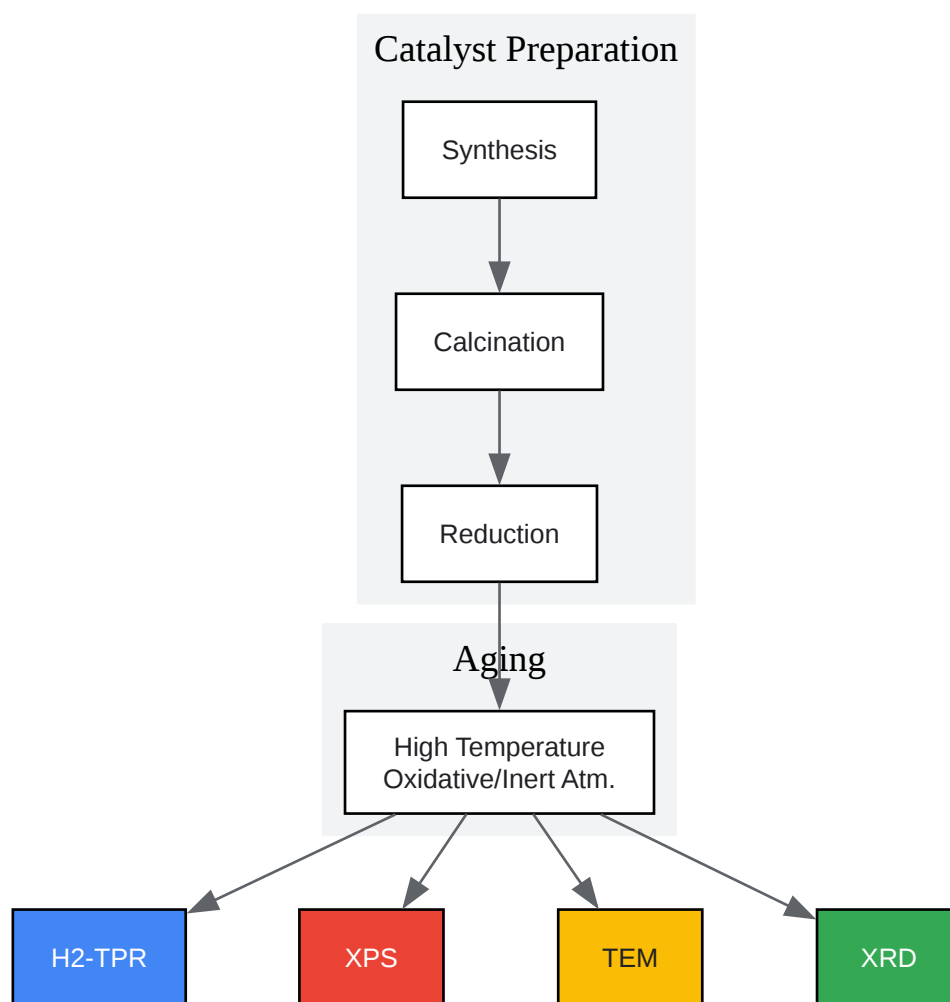 Catalyst Preparation
Synthesis
Calcination
Reduction
Aging
High Temperature
Oxidative/Inert Atm.
H2-TPR
XPS
TEM
XRD